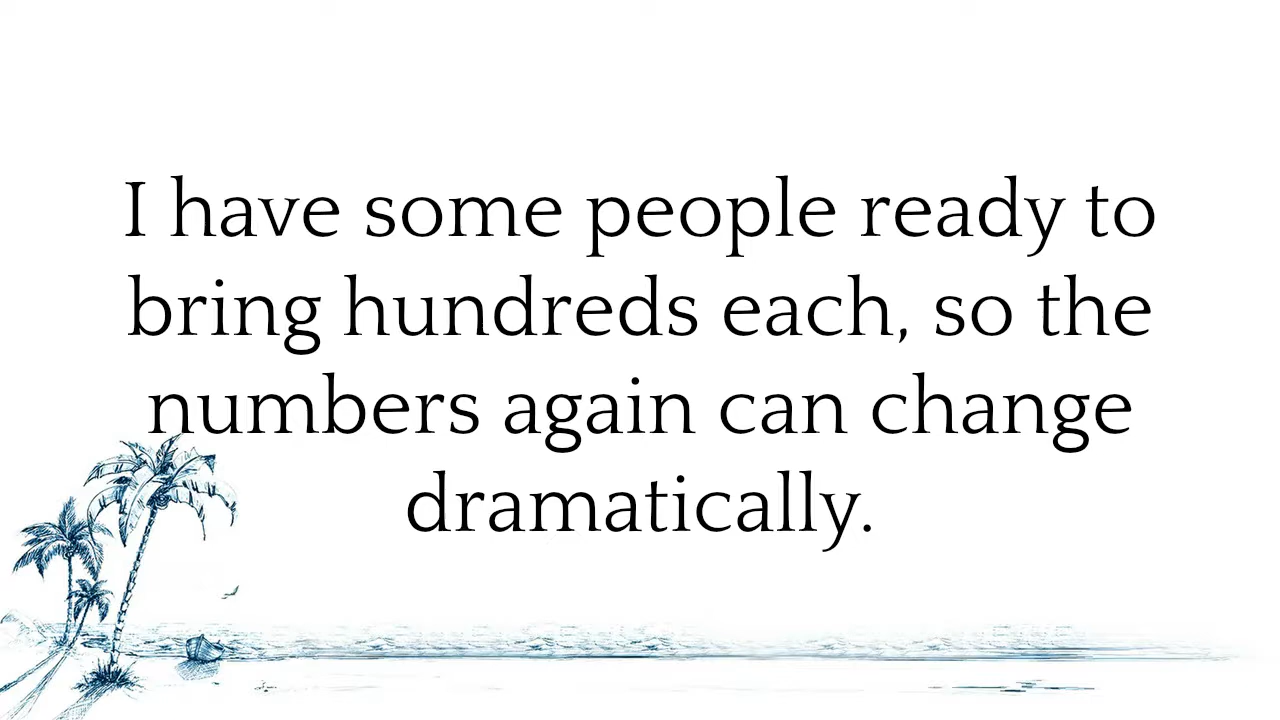 I have some people ready to
bring hundreds each, so the
numbers again can change
dramatically.